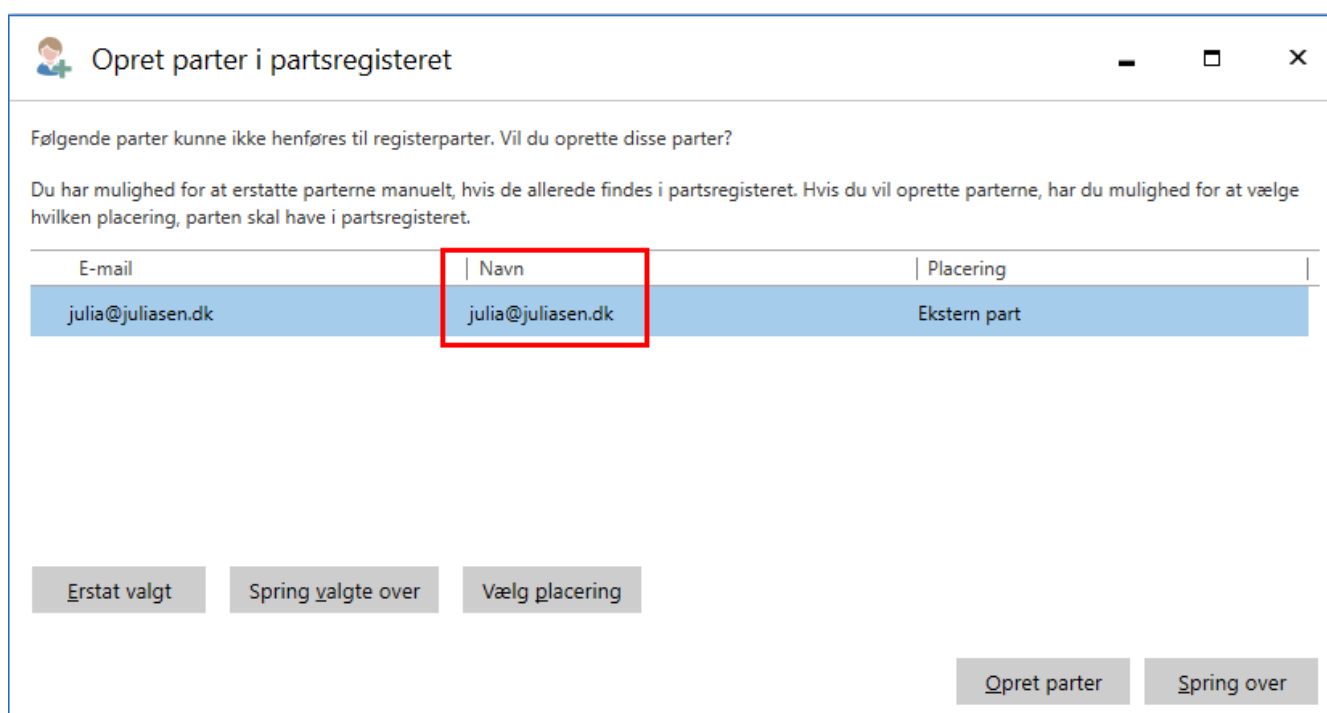 Opret parter i partsregisteret
Følgende parter kunne ikke henføres til registerparter. Vil du oprette disse parter?
Du har mulighed for at erstatte parterne manuelt, hvis de allerede findes i partsregisteret. Hvis du vil oprette parterne, har du mulighed for at vælge
hvilken placering, parten skal have i partsregisteret.
E-mail Navn Placering
julia@juliasen.dk julia@juliasen.dk Ekstern part
Erstat valgt Spring valgte over Vælg placering
Opret parter Spring over